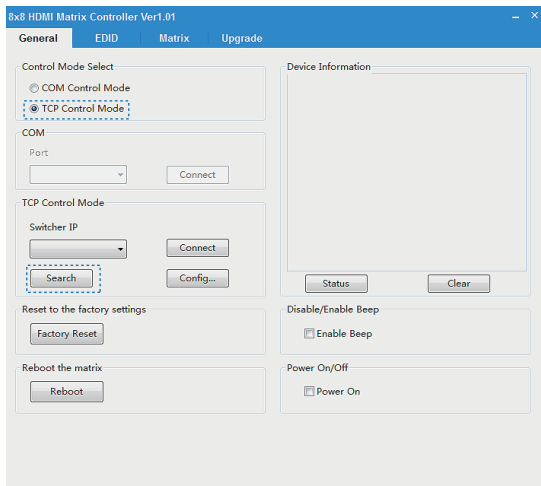 8x8 HDMI Matrix Controller Ver1.01
General EDID Matrix Upgrade
Control Mode Select
COM Control Mode
TCP Control Mode
COM
Port
Connect
TCP Control Mode
Switcher IP
Connect
Search Config...
Reset to the factory settings
Factory Reset
Reboot the matrix
Reboot
Device Information
Status Clear
Disable/Enable Beep
Enable Beep
Power On/Off
Power On